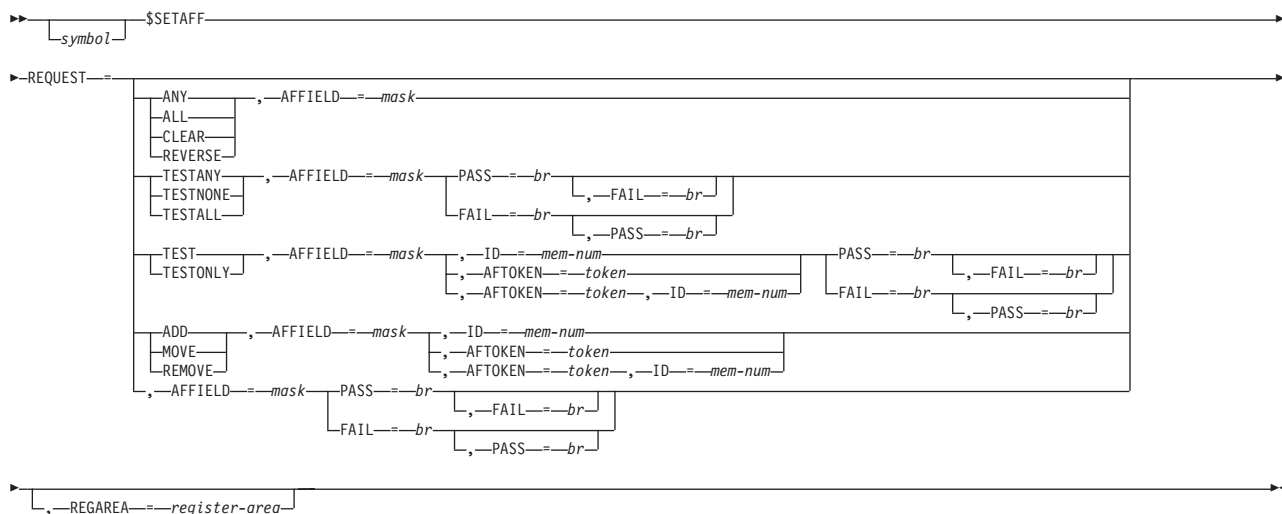 $SETAFF
symbol
REQUEST =
ANY , AFFIELD = mask
ALL
CLEAR
REVERSE
TESTANY , AFFIELD = mask PASS = br
TESTNONE , FAIL = br
TESTALL FAIL = br
, PASS = br
TEST , AFFIELD = mask , ID = mem-num PASS = br
TESTONLY , AFTOKEN = token , FAIL = br
, AFTOKEN = token , ID = mem-num FAIL = br
, PASS = br
ADD , AFFIELD = mask , ID = mem-num
MOVE , AFTOKEN = token
REMOVE , AFTOKEN = token , ID = mem-num
, AFFIELD = mask PASS = br
, FAIL = br
FAIL = br
, PASS = br
, REGAREA = register-area